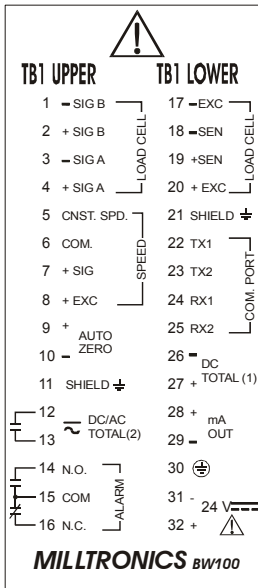 TB1 UPPER
1 - SIG B
2 + SIG B
3 - SIG A
4 + SIG A
LOAD CELL
5 CNST. SPD.
6 COM.
7 + SIG
8 + EXC
SPEED
9 +
10 -
AUTO
ZERO
11 SHIELD
12
13
DC/AC
TOTAL(2)
14 N.O.
15 COM
16 N.C.
ALARM
TB1 LOWER
17 -EXC
18 -SEN
19 +SEN
20 + EXC
LOAD CELL
21 SHIELD
22 TX1
23 TX2
24 RX1
25 RX2
COM. PORT
26 -
27 +
DC
TOTAL (1)
28 +
29 -
mA
OUT
30
31 -
32 +
24 V
MILLTRONICS BW100